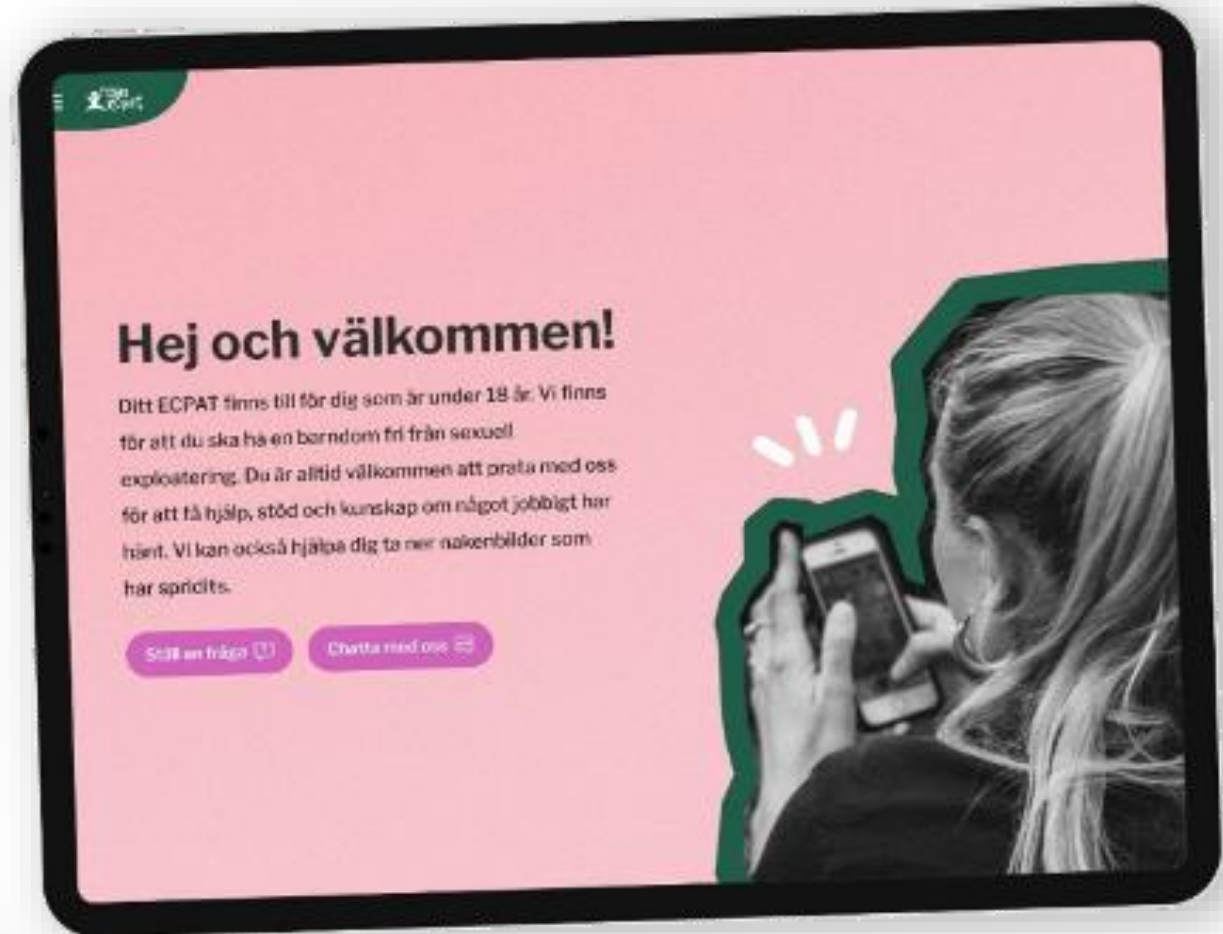 Ditt
ECPAT
Hej och välkommen!
Ditt ECPAT finns till för dig som är under 18 år. Vi finns
för att du ska ha en barndom fri från sexuell
exploatering. Du är alltid välkommen att prata med oss
för att få hjälp, stöd och kunskap om något jobbigt har
hänt. Vi kan också hjälpa dig ta ner nakenbilder som
har spridits.
Ställ en fråga
Chatta med oss